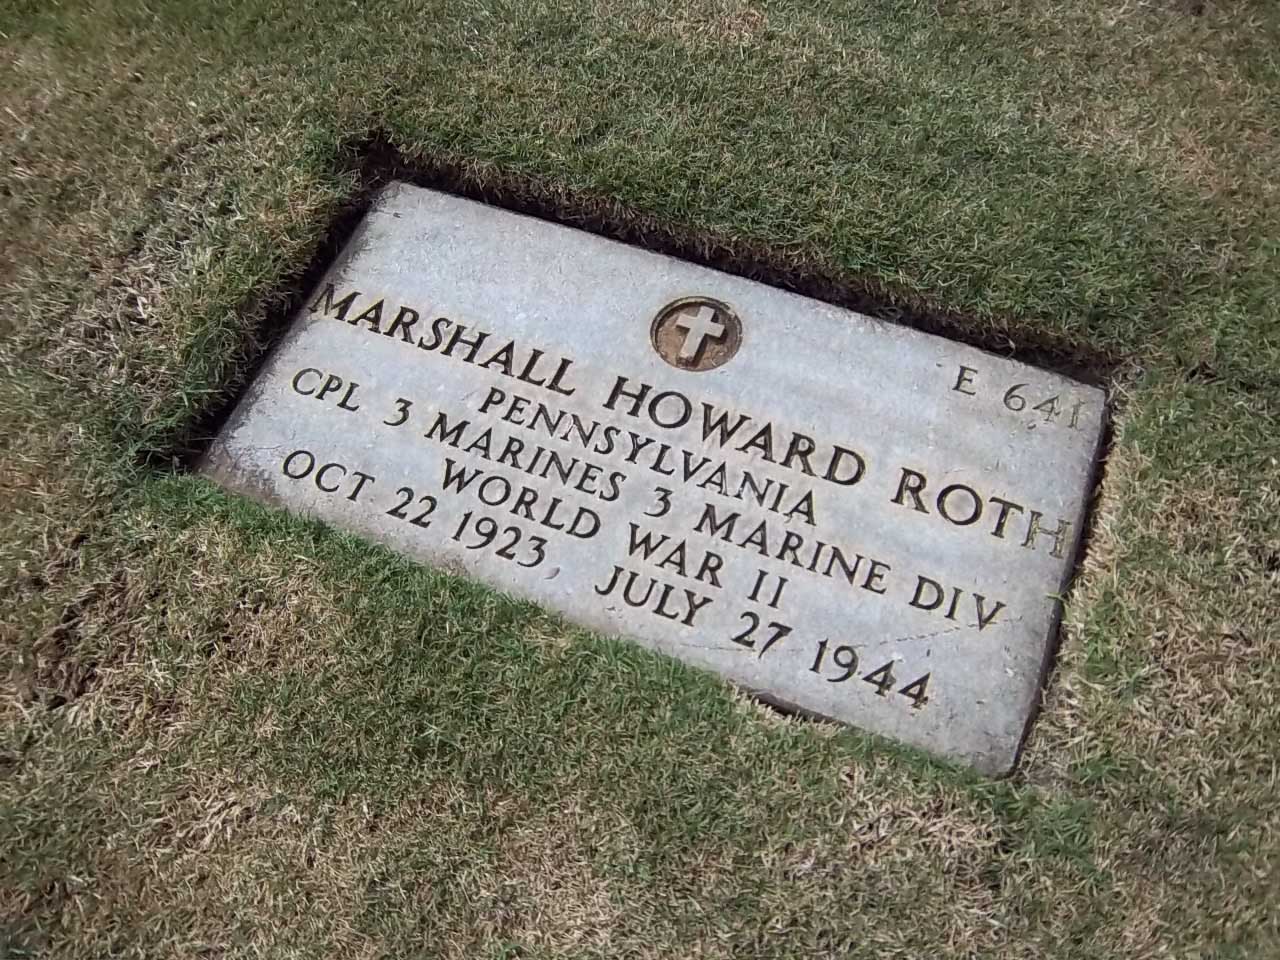 E 641
MARSHALL HOWARD ROTH
PENNSYLVANIA
CPL 3 MARINES 3 MARINE DIV
WORLD WAR II
OCT 22 1923, JULY 27 1944